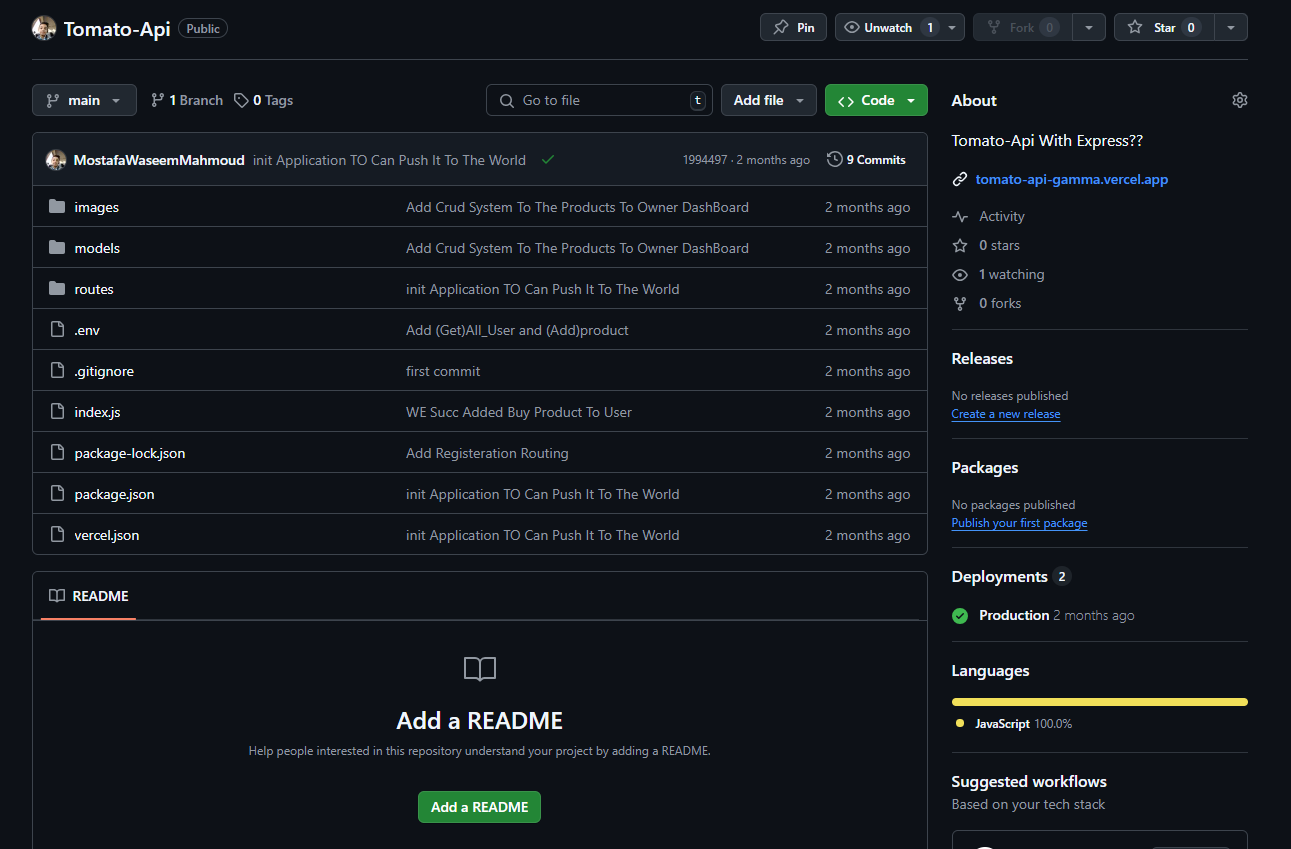 Tomato-Api Public Pin Unwatch 1 Fork 0 Star 0
main 1 Branch 0 Tags Go to file t Add file Code
MostafaWaseemMahmoud init Application TO Can Push It To The World 1994497 · 2 months ago 9 Commits
images Add Crud System To The Products To Owner DashBoard 2 months ago
models Add Crud System To The Products To Owner DashBoard 2 months ago
routes init Application TO Can Push It To The World 2 months ago
.env Add (Get)All_User and (Add)product 2 months ago
.gitignore first commit 2 months ago
index.js WE Succ Added Buy Product To User 2 months ago
package-lock.json Add Registeration Routing 2 months ago
package.json init Application TO Can Push It To The World 2 months ago
vercel.json init Application TO Can Push It To The World 2 months ago
README
Add a README
Help people interested in this repository understand your project by adding a README.
Add a README
About
Tomato-Api With Express??
tomato-api-gamma.vercel.app
Activity
0 stars
1 watching
0 forks
Releases
No releases published
Create a new release
Packages
No packages published
Publish your first package
Deployments 2
Production 2 months ago
Languages
JavaScript 100.0%
Suggested workflows
Based on your tech stack